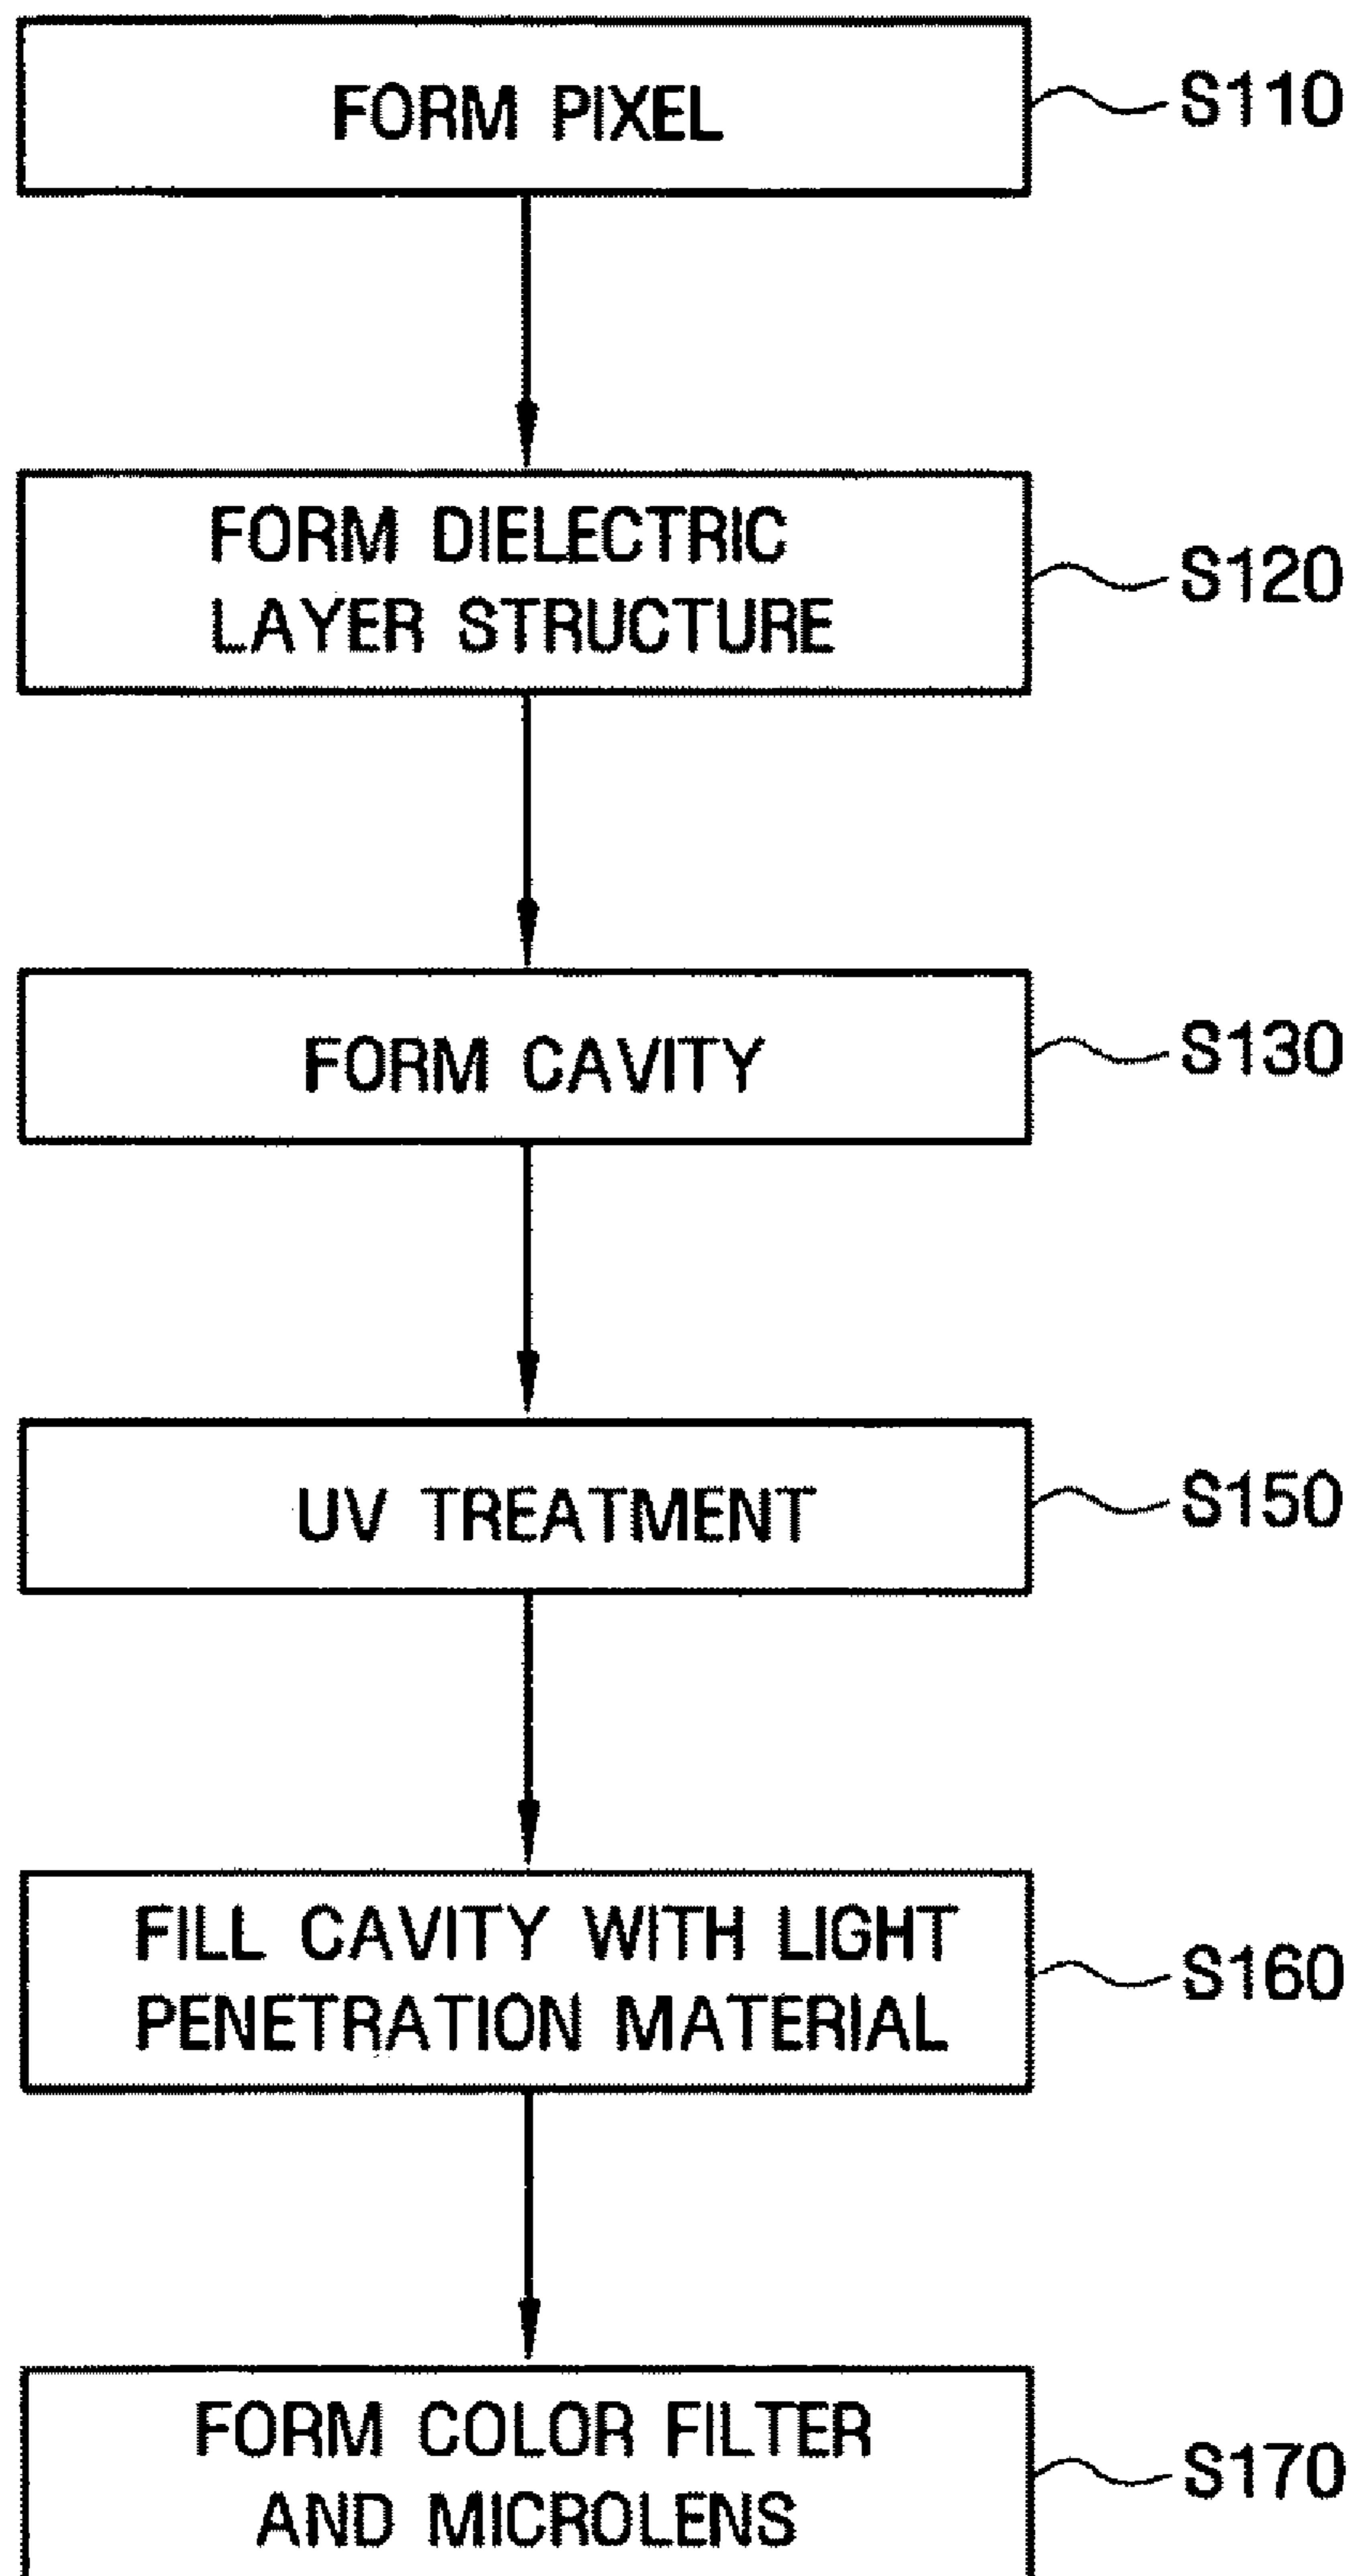 FORM PIXEL
S110
FORM DIELECTRIC
LAYER STRUCTURE
S120
FORM CAVITY
S130
UV TREATMENT
S150
FILL CAVITY WITH LIGHT
PENETRATION MATERIAL
S160
FORM COLOR FILTER
AND MICROLENS
S170